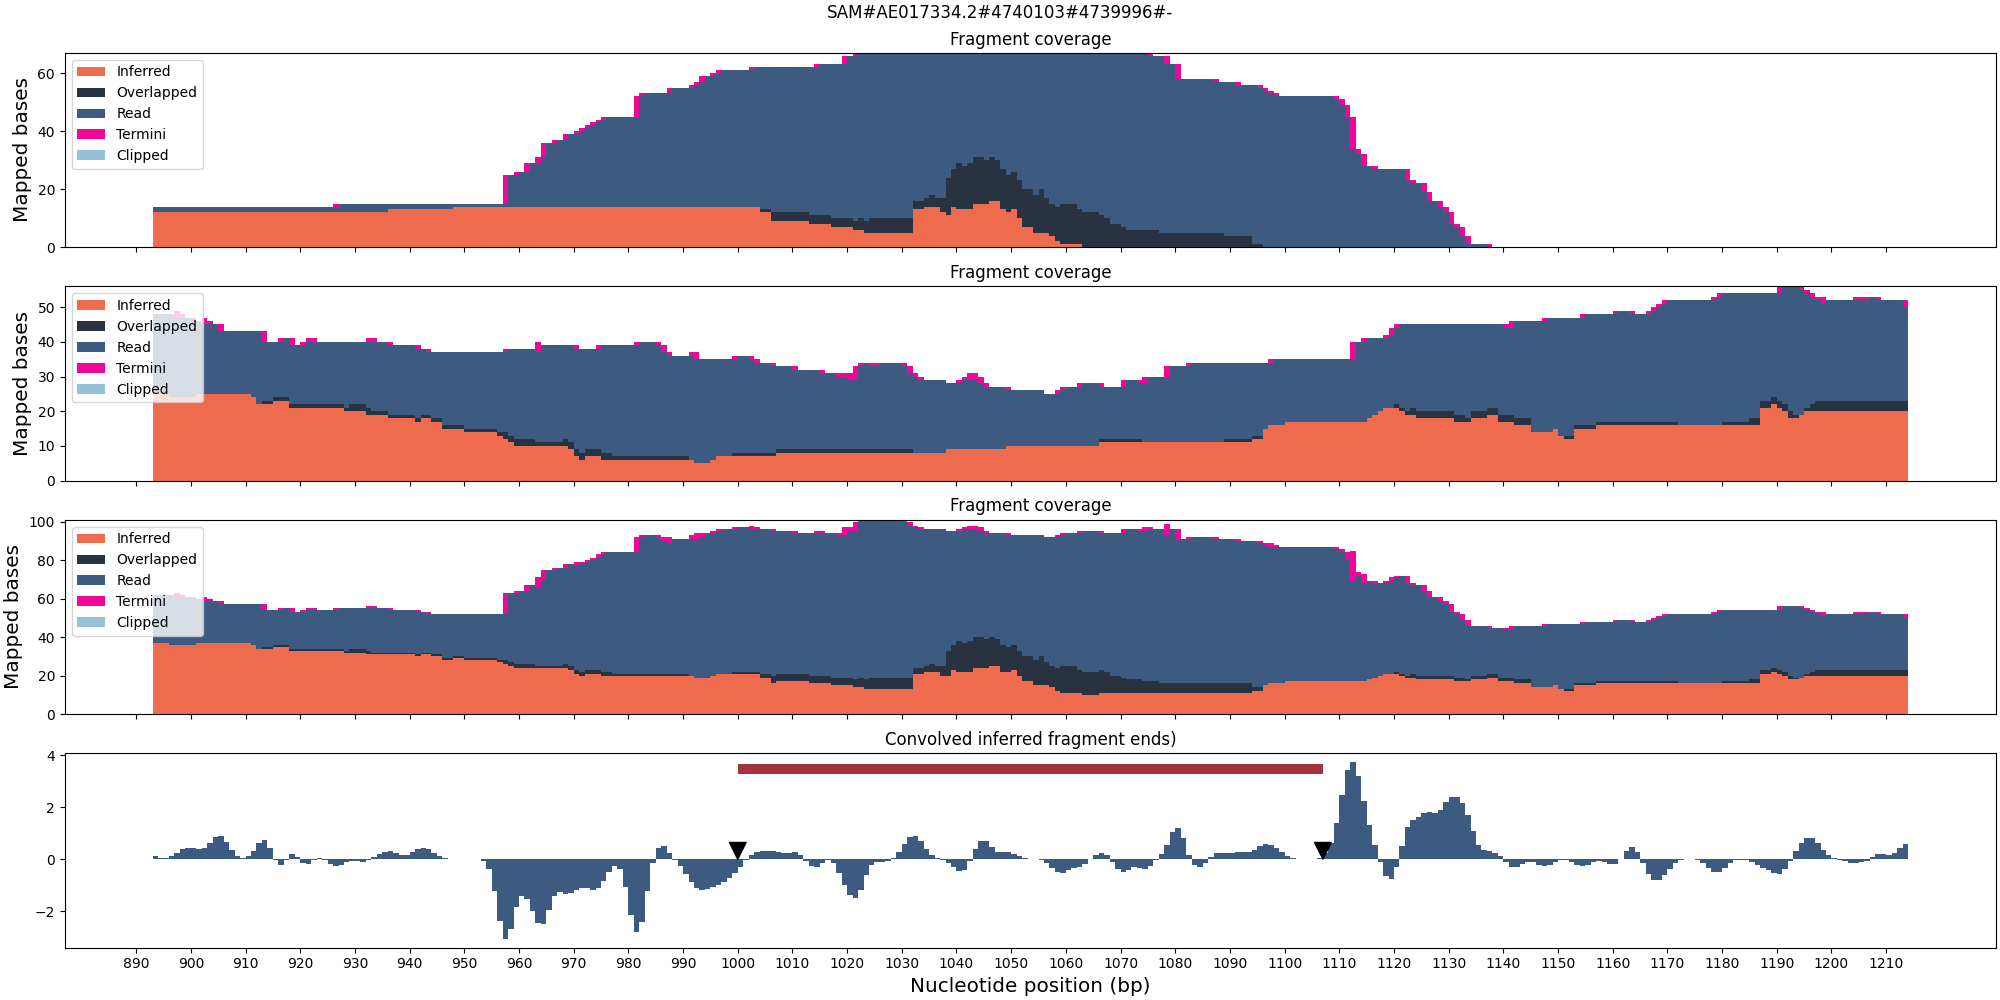 SAM#AE017334.2#4740103#4739996#-
Fragment coverage
Mapped bases
60
40
20
0
Inferred
Overlapped
Read
Termini
Clipped
Fragment coverage
Mapped bases
50
40
30
20
10
0
Inferred
Overlapped
Read
Termini
Clipped
Fragment coverage
Mapped bases
100
80
60
40
20
0
Inferred
Overlapped
Read
Termini
Clipped
Convolved inferred fragment ends)
4
2
0
−2
890 900 910 920 930 940 950 960 970 980 990 1000 1010 1020 1030 1040 1050 1060 1070 1080 1090 1100 1110 1120 1130 1140 1150 1160 1170 1180 1190 1200 1210
Nucleotide position (bp)